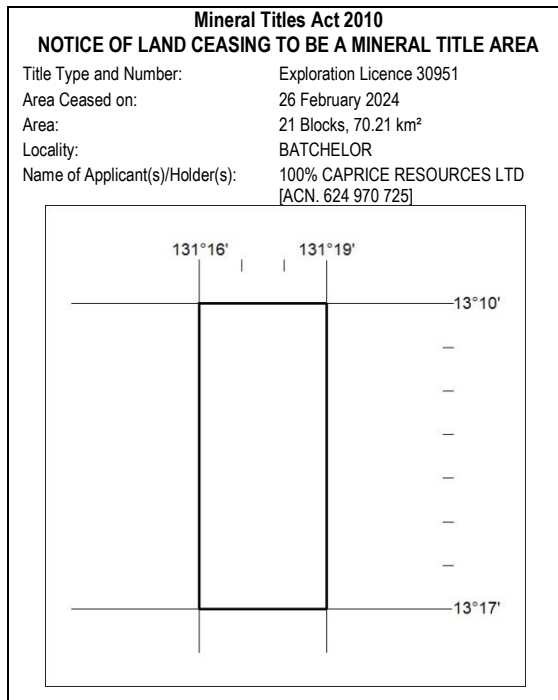 Mineral Titles Act 2010
NOTICE OF LAND CEASING TO BE A MINERAL TITLE AREA
Title Type and Number: Exploration Licence 30951
Area Ceased on: 26 February 2024
Area: 21 Blocks, 70.21 km²
Locality: BATCHELOR
Name of Applicant(s)/Holder(s): 100% CAPRICE RESOURCES LTD
[ACN. 624 970 725]
131°16' 131°19'
13°10'
13°17'